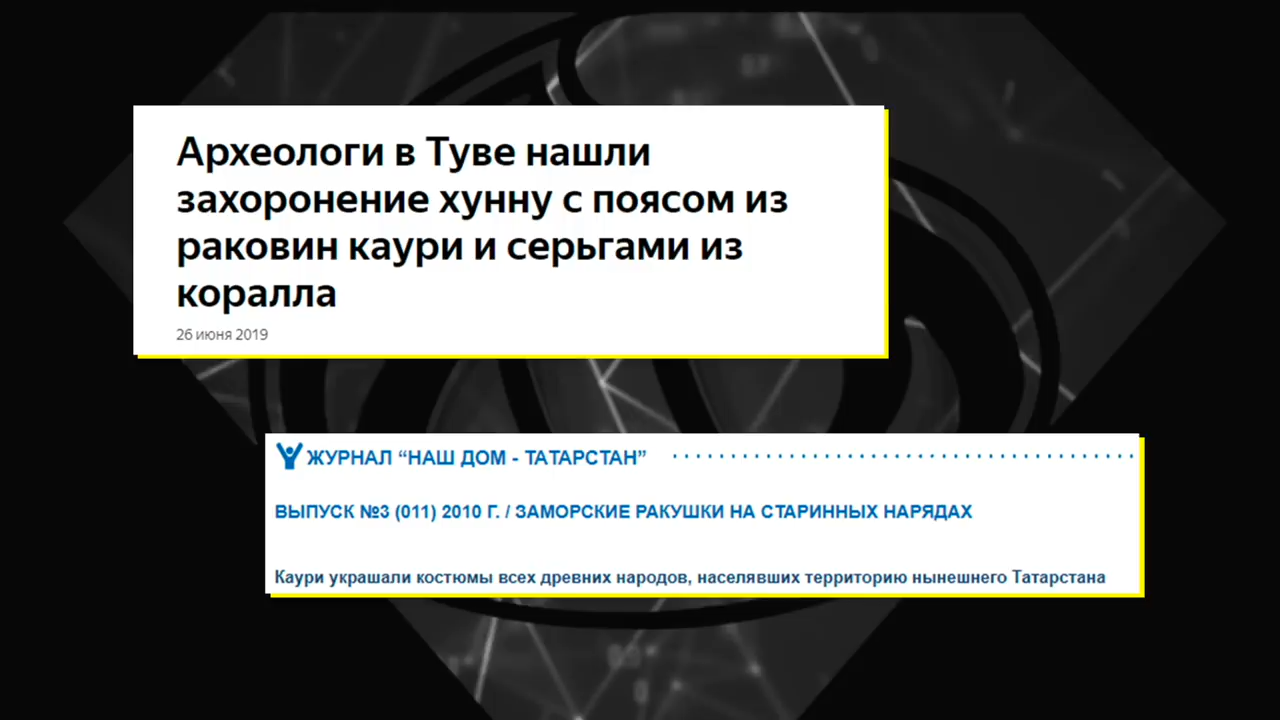 Археологи в Туве нашли
захоронение хунну с поясом из
раковин каури и серьгами из
коралла
26 июня 2019
ЖУРНАЛ “НАШ ДОМ - ТАТАРСТАН”
ВЫПУСК №3 (011) 2010 Г. / ЗАМОРСКИЕ РАКУШКИ НА СТАРИННЫХ НАРЯДАХ
Каури украшали костюмы всех древних народов, населявших территорию нынешнего Татарстана